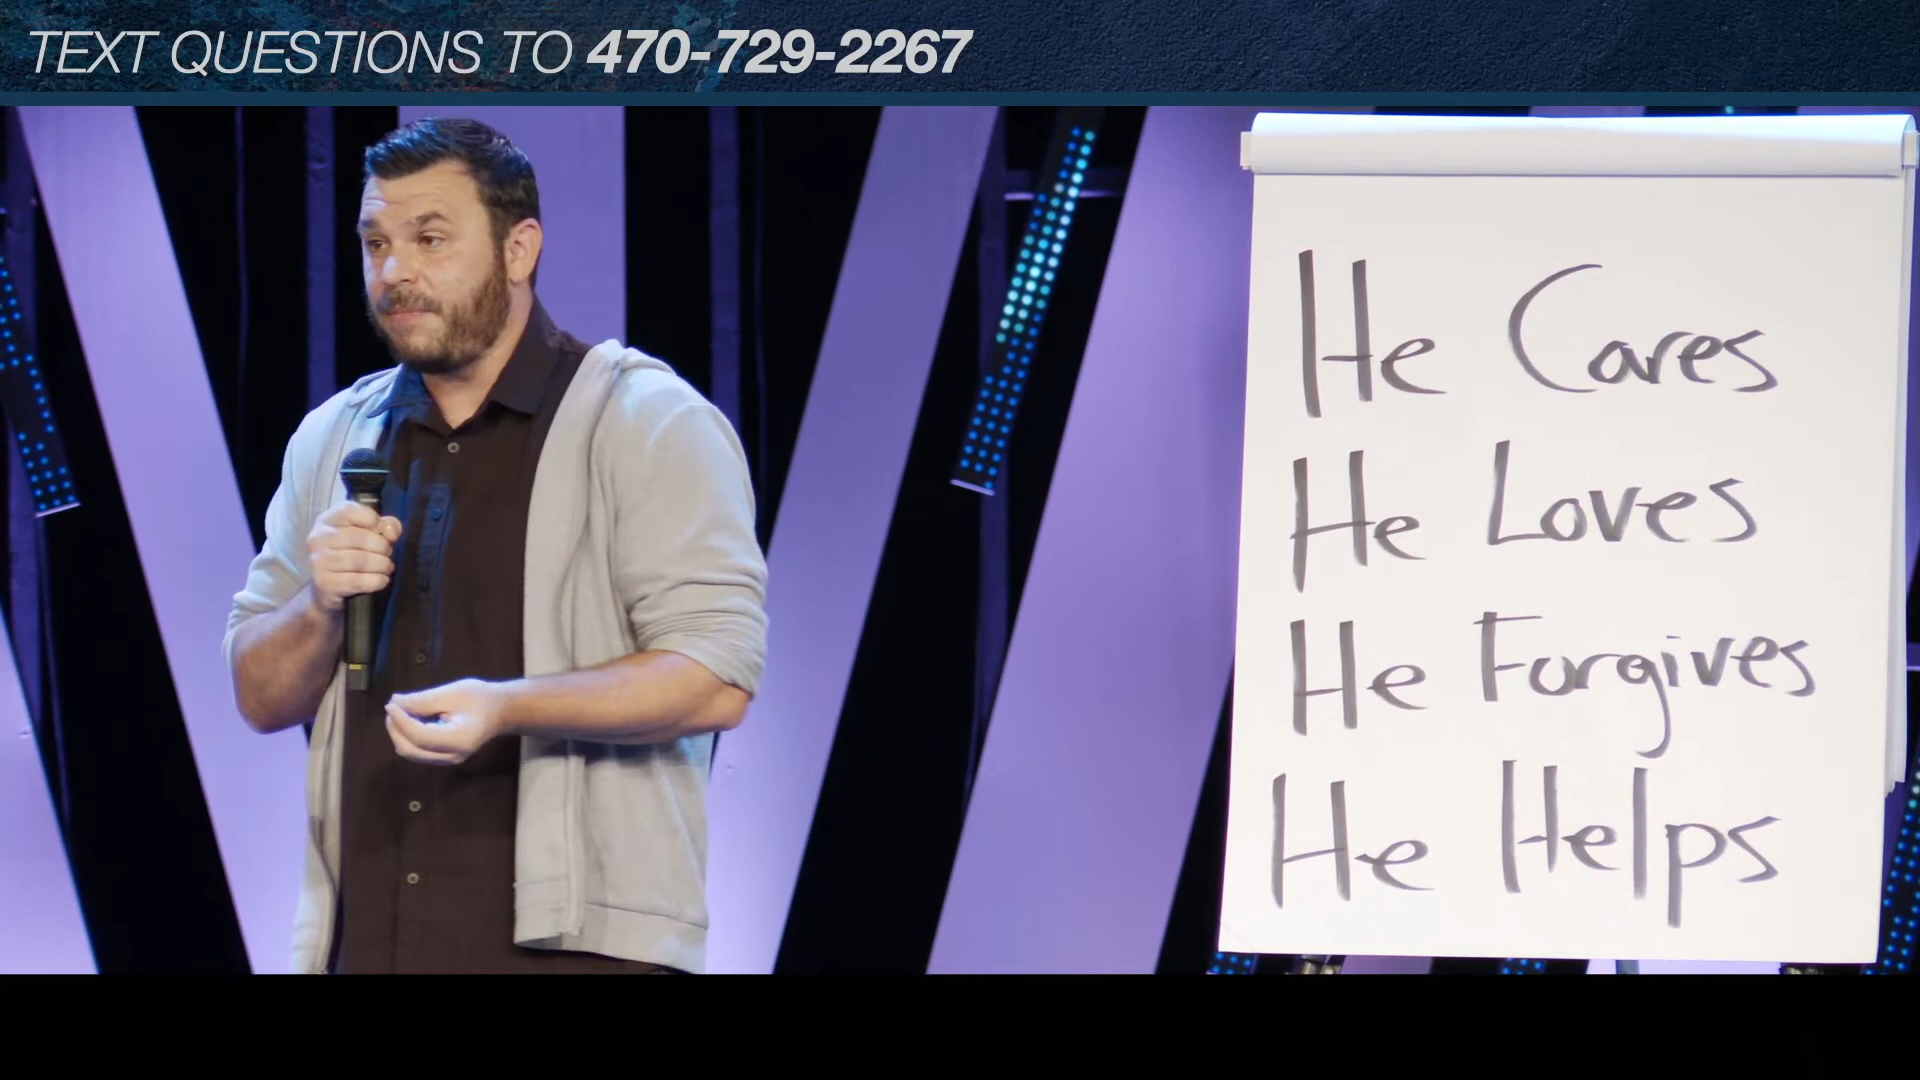 TEXT QUESTIONS TO 470-729-2267
He Cares
He Loves
He Forgives
He Helps